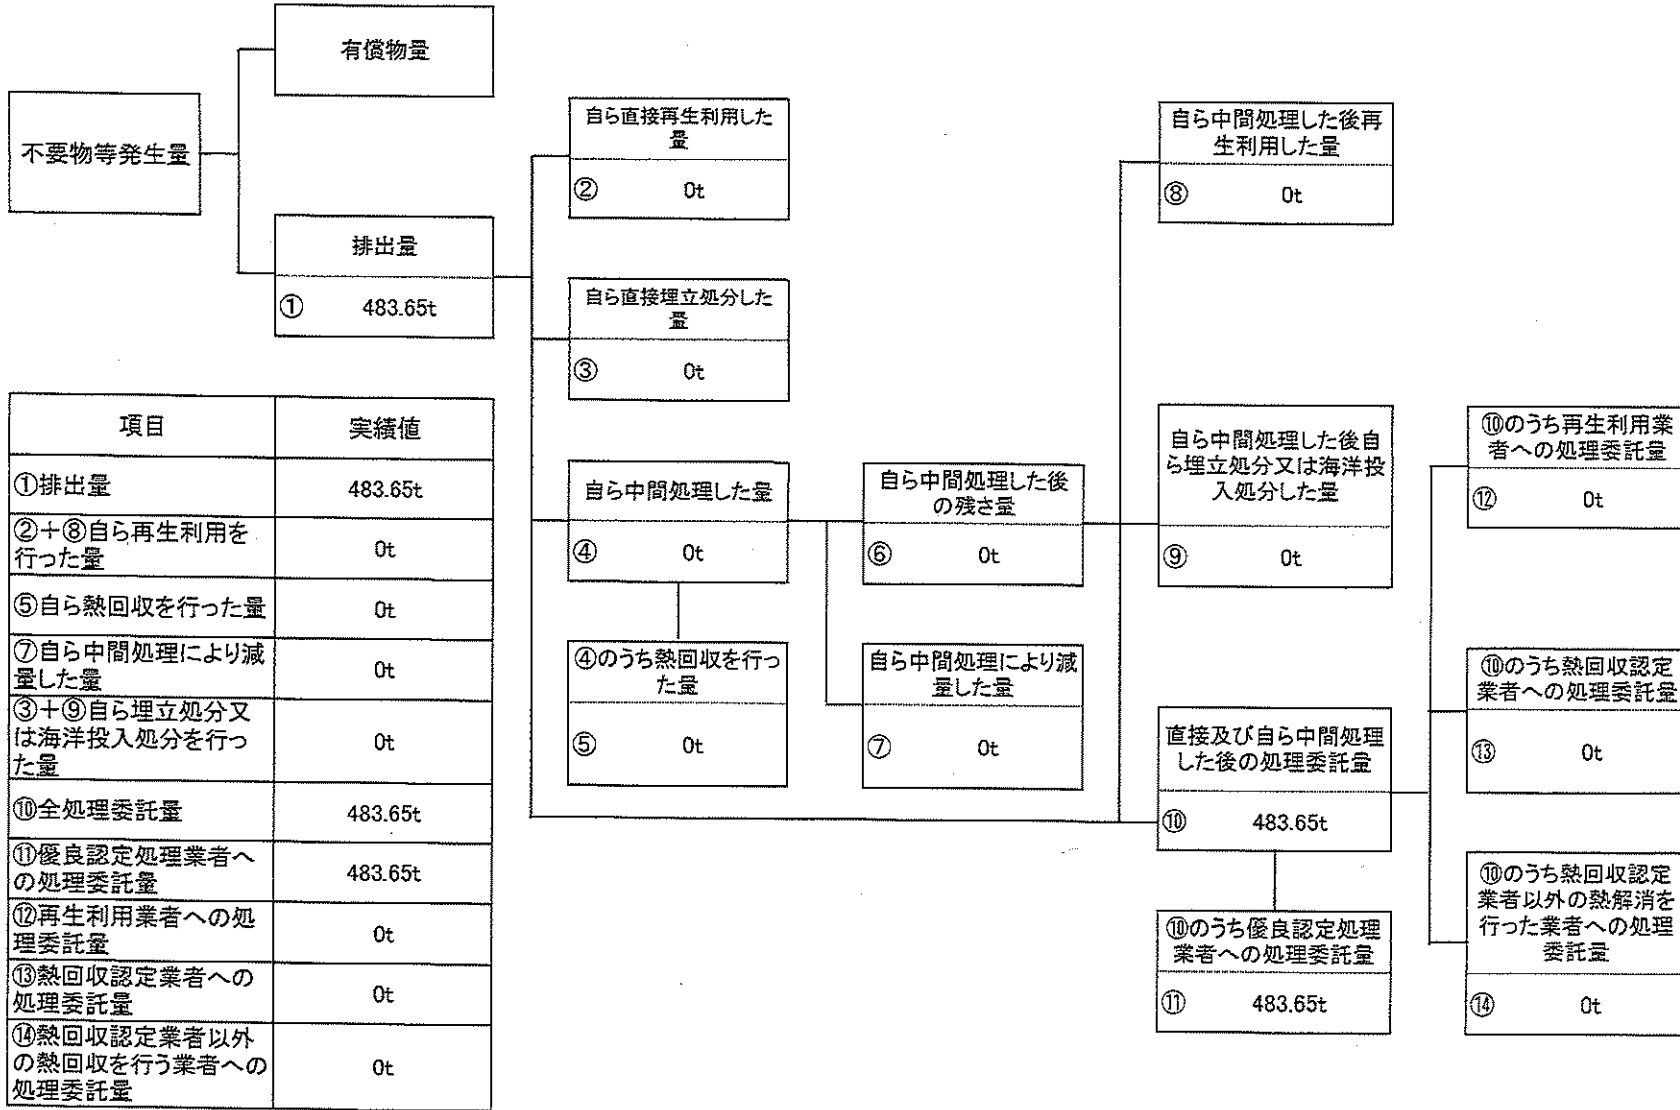 有償物量
不要物等発生量
排出量
① 483.65t
自ら直接再生利用した
量
② 0t
自ら直接埋立処分した
量
③ 0t
自ら中間処理した量
④ 0t
④のうち熱回収を行っ
た量
⑤ 0t
自ら中間処理した後
の残さ量
⑥ 0t
自ら中間処理により減
量した量
⑦ 0t
自ら中間処理した後再
生利用した量
⑧ 0t
自ら中間処理した後自
ら埋立処分又は海洋投
入処分した量
⑨ 0t
直接及び自ら中間処理
した後の処理委託量
⑩ 483.65t
⑩のうち優良認定処理
業者への処理委託量
⑪ 483.65t
⑩のうち再生利用業
者への処理委託量
⑫ 0t
⑩のうち熱回収認定
業者への処理委託量
⑬ 0t
⑩のうち熱回収認定
業者以外の熱解消を
行った業者への処理
委託量
⑭ 0t
項目 実績値
①排出量 483.65t
②＋⑧自ら再生利用を
行った量 0t
⑤自ら熱回収を行った量 0t
⑦自ら中間処理により減
量した量 0t
③＋⑨自ら埋立処分又
は海洋投入処分を行っ
た量 0t
⑩全処理委託量 483.65t
⑪優良認定処理業者へ
の処理委託量 483.65t
⑫再生利用業者への処
理委託量 0t
⑬熱回収認定業者への
処理委託量 0t
⑭熱回収認定業者以外
の熱回収を行う業者への
処理委託量 0t